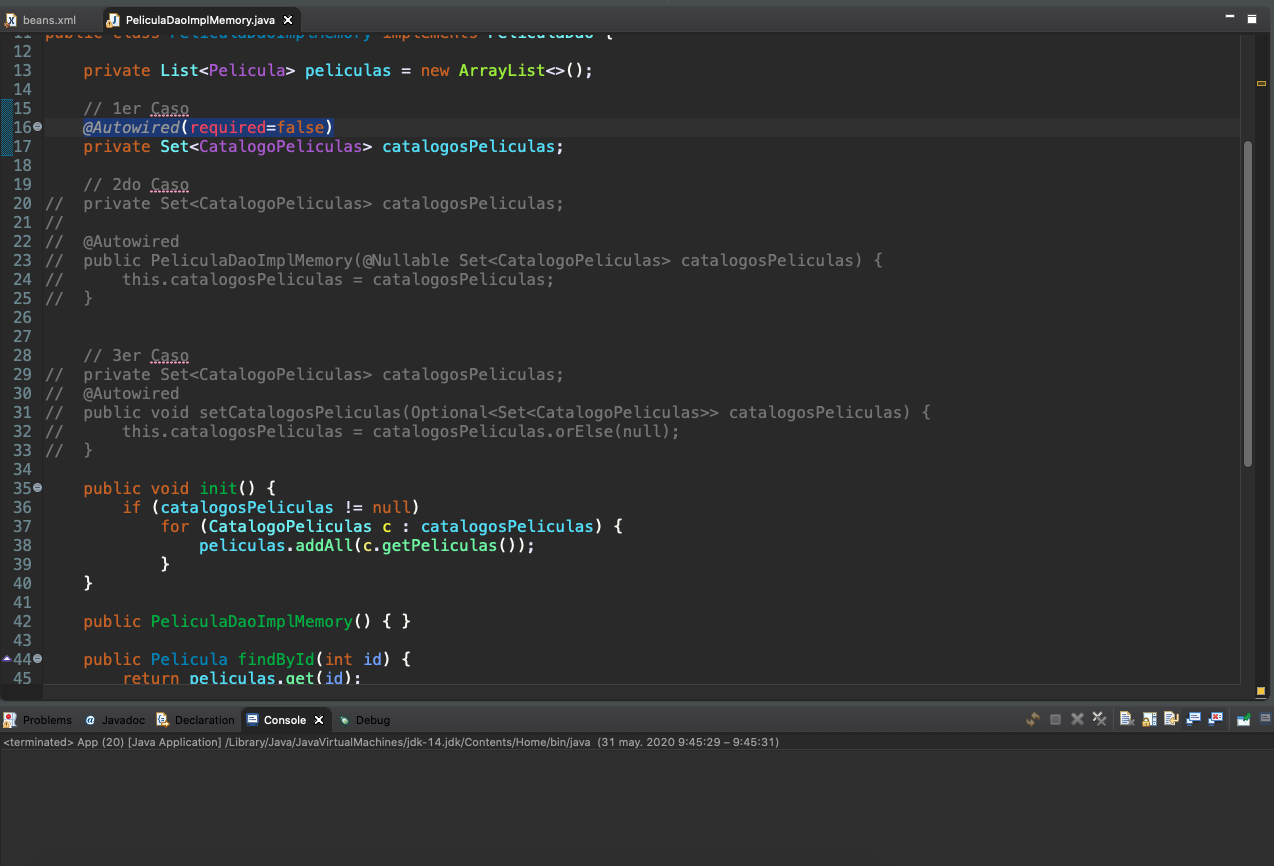 beans.xml PeliculaDaoImplMemory.java
11 public class PeliculaDaoImplMemory implements PeliculaDao {
12
13 private List<Pelicula> peliculas = new ArrayList<>();
14
15 // 1er Caso
16 @Autowired(required=false)
17 private Set<CatalogoPeliculas> catalogosPeliculas;
18
19 // 2do Caso
20 // private Set<CatalogoPeliculas> catalogosPeliculas;
21 //
22 // @Autowired
23 // public PeliculaDaoImplMemory(@Nullable Set<CatalogoPeliculas> catalogosPeliculas) {
24 // this.catalogosPeliculas = catalogosPeliculas;
25 // }
26
27
28 // 3er Caso
29 // private Set<CatalogoPeliculas> catalogosPeliculas;
30 // @Autowired
31 // public void setCatalogosPeliculas(Optional<Set<CatalogoPeliculas>> catalogosPeliculas) {
32 // this.catalogosPeliculas = catalogosPeliculas.orElse(null);
33 // }
34
35 public void init() {
36 if (catalogosPeliculas != null)
37 for (CatalogoPeliculas c : catalogosPeliculas) {
38 peliculas.addAll(c.getPeliculas());
39 }
40 }
41
42 public PeliculaDaoImplMemory() { }
43
44 public Pelicula findById(int id) {
45 return peliculas.get(id);
Problems Javadoc Declaration Console Debug
<terminated> App (20) [Java Application] /Library/Java/JavaVirtualMachines/jdk-14.jdk/Contents/Home/bin/java (31 may. 2020 9:45:29 – 9:45:31)